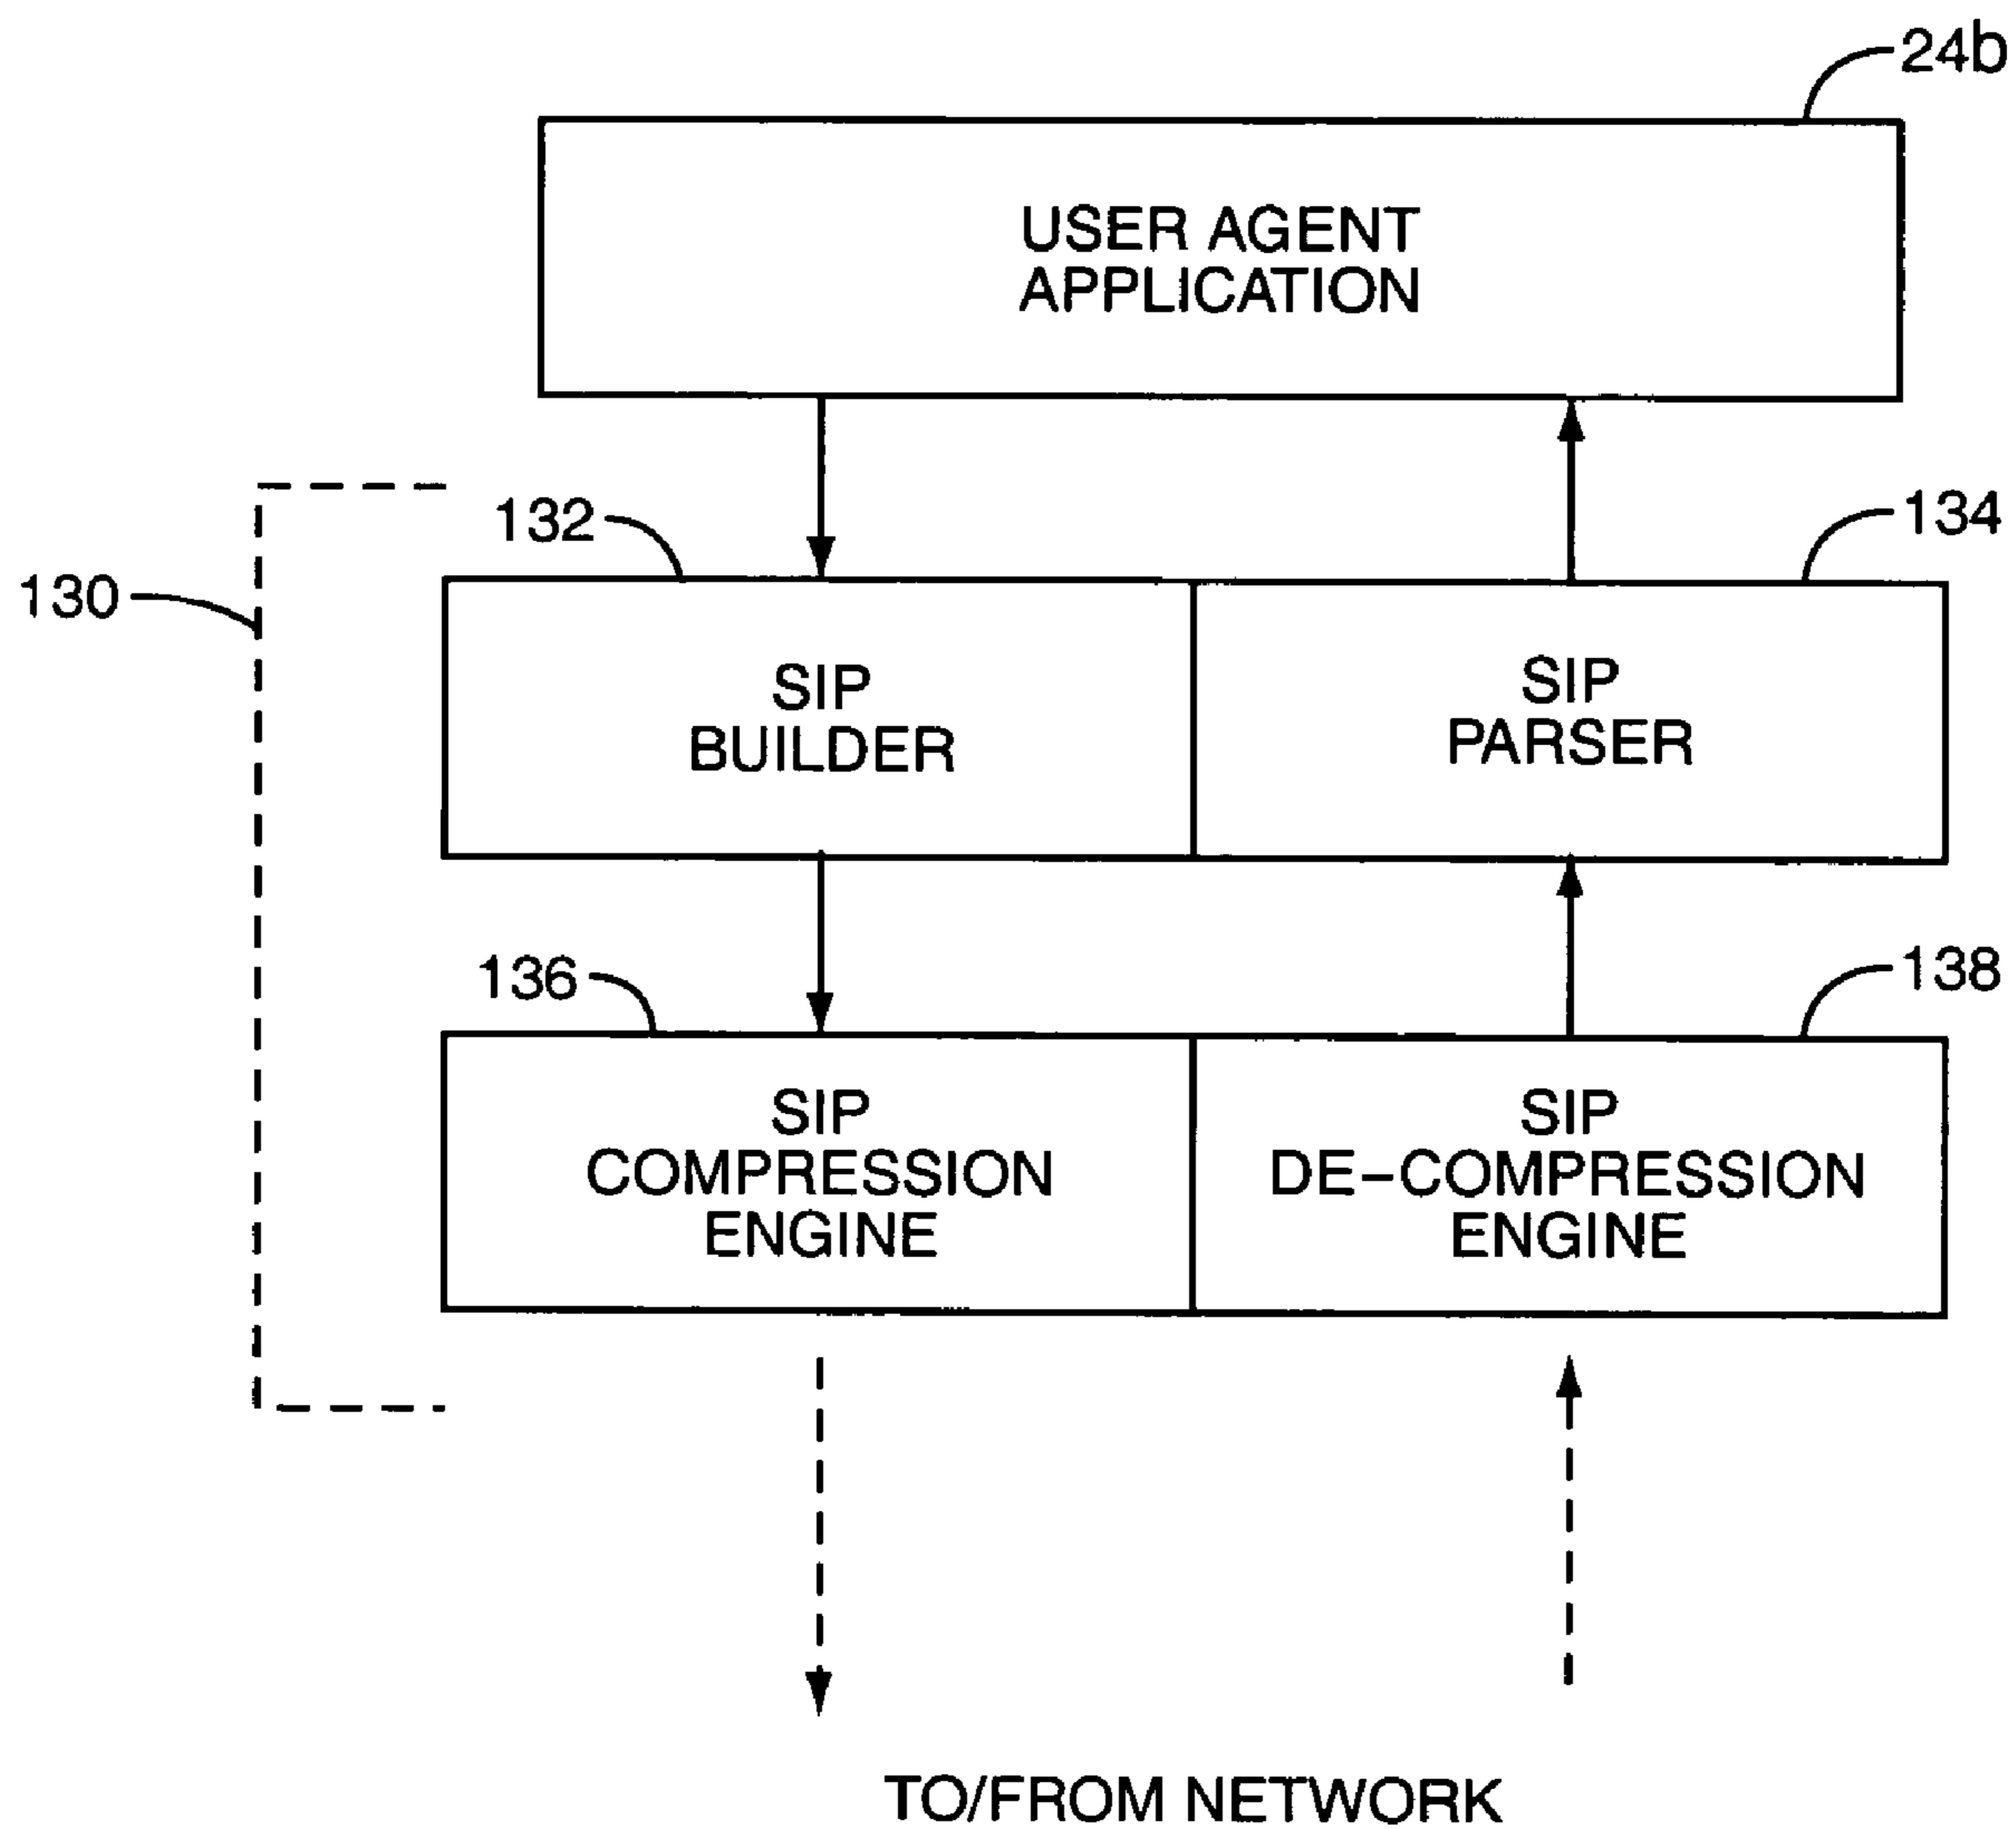 24b
USER AGENT
APPLICATION
132
134
130
SIP
BUILDER
SIP
PARSER
136
138
SIP
COMPRESSION
ENGINE
SIP
DE-COMPRESSION
ENGINE
TO/FROM NETWORK